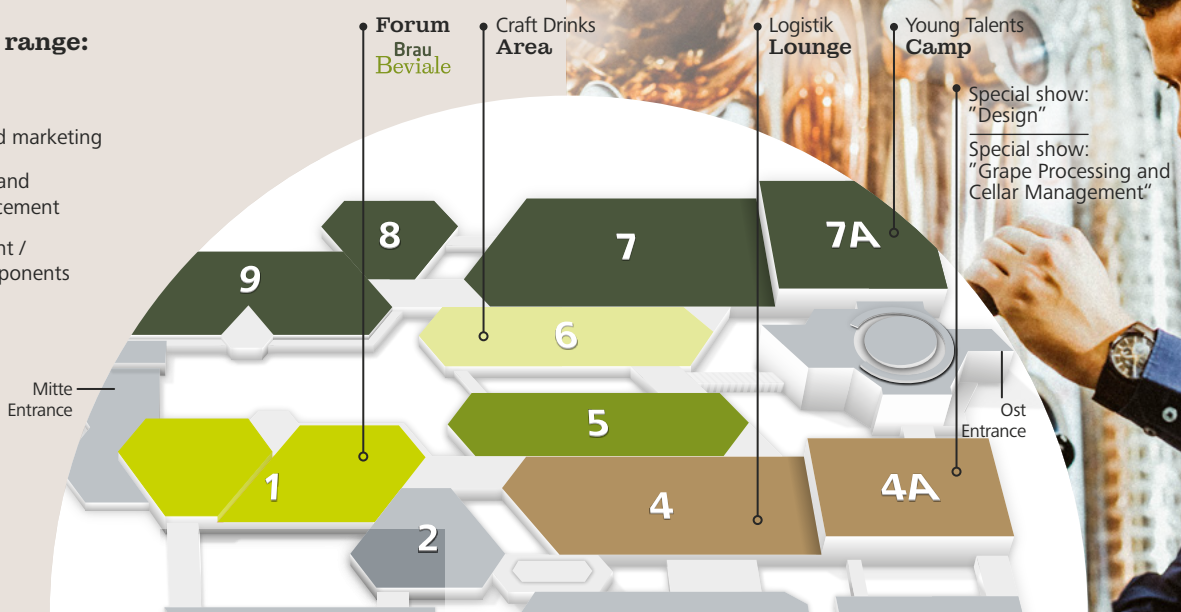 range:
d marketing
and
cement
nt /
ponents
Forum
Brau
Beviale
Craft Drinks
Area
Logistik
Lounge
Young Talents
Camp
Special show:
”Design”
Special show:
”Grape Processing and
Cellar Management“
8
7
7A
9
6
Mitte
Entrance
5
Ost
Entrance
1
4
4A
2